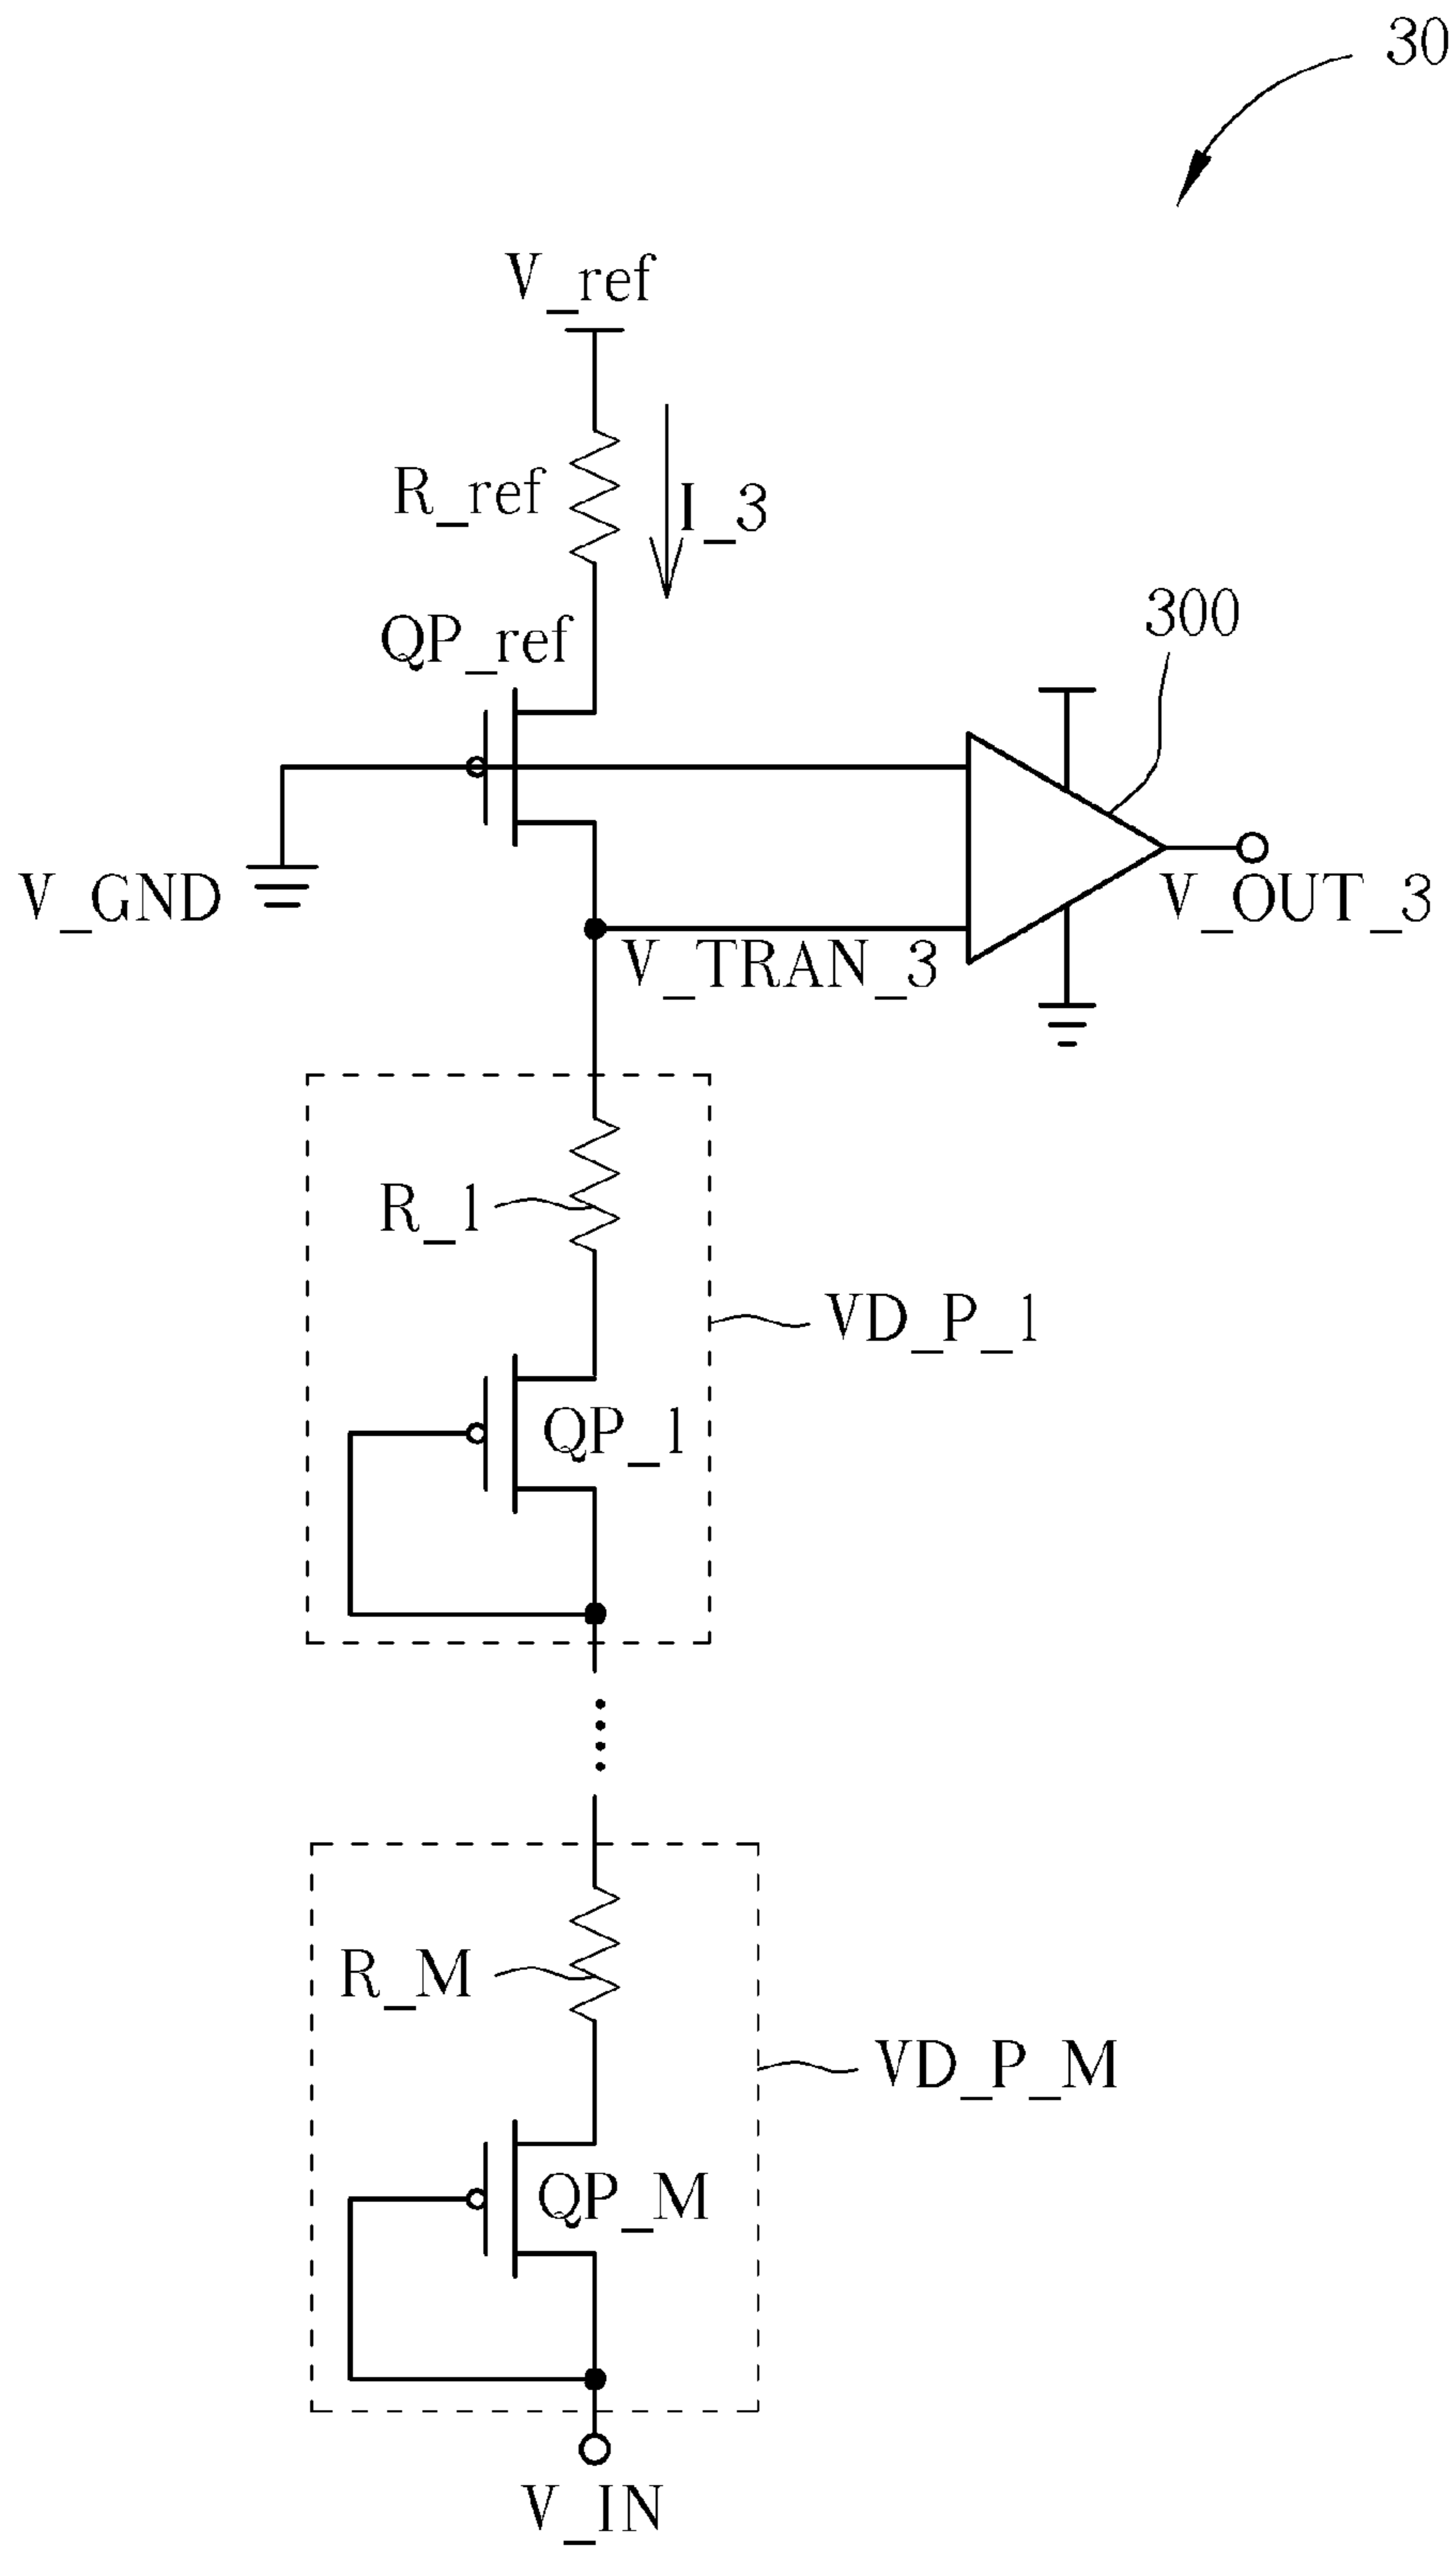 30
V_ref
R_ref
I_3
QP_ref
300
V_GND
V_OUT_3
V_TRAN_3
R_1
VD_P_1
QP_1
R_M
VD_P_M
QP_M
V_IN